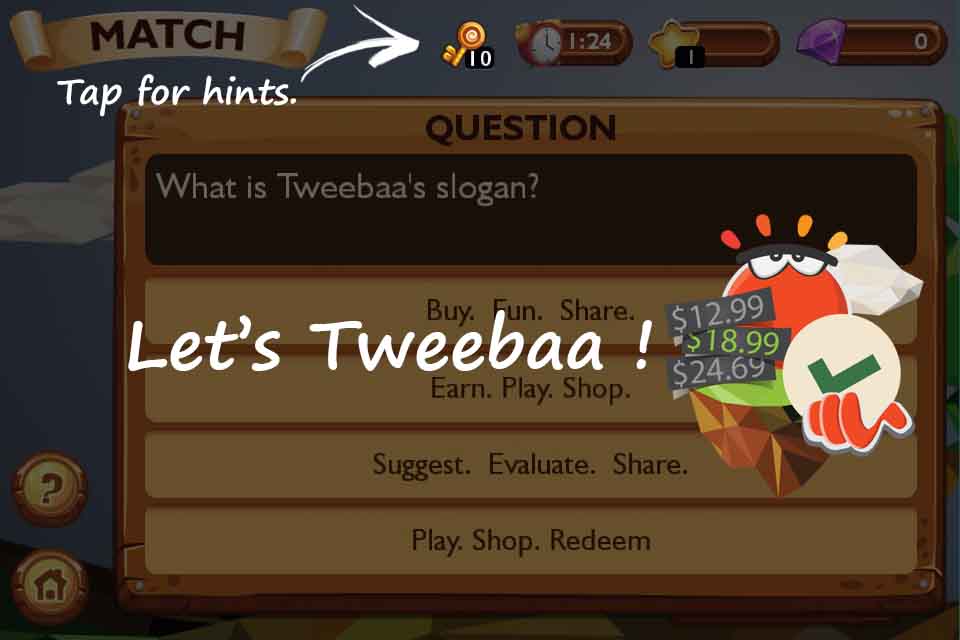 MATCH
10
1:24
1
0
Tap for hints.
QUESTION
What is Tweebaa's slogan?
Buy. Fun. Share.
$12.99
Let's Tweebaa !
$18.99
$24.69
Earn. Play. Shop.
Suggest. Evaluate. Share.
?
Play. Shop. Redeem